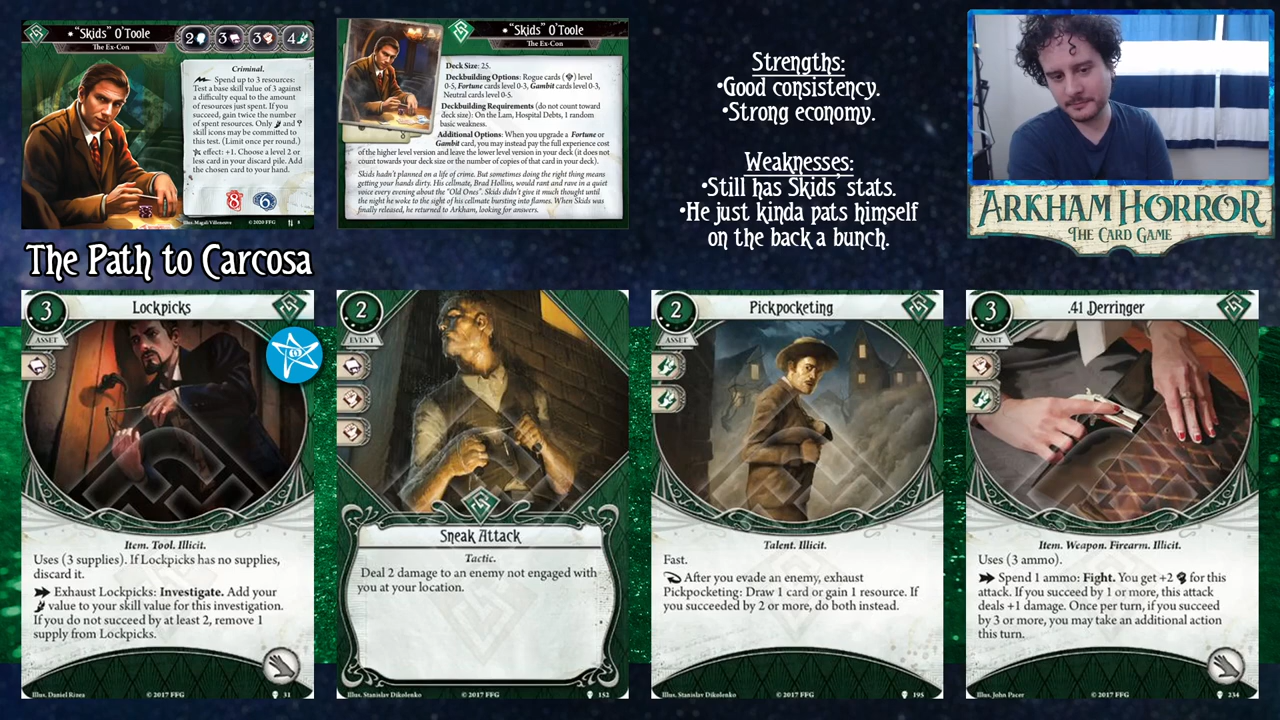 *"Skids" O'Toole
The Ex-Con
2 3 3 4
Criminal.
Spend up to 3 resources:
Test a base skill value of 3 against
a difficulty equal to the amount
of resources just spent. If you
succeed, gain twice the number
of spent resources. Only and ?
skill icons may be committed to
this test. (Limit once per round.)
effect: +1. Choose a level 2 or
less card in your discard pile. Add
the chosen card to your hand.
8 6
Illus. Magali Villeneuve
© 2020 FFG
*"Skids" O'Toole
The Ex-Con
Deck Size: 25.
Deckbuilding Options: Rogue cards () level
0-5, Fortune cards level 0-3, Gambit cards level 0-3,
Neutral cards level 0-5.
Deckbuilding Requirements (do not count toward
deck size): On the Lam, Hospital Debts, 1 random
basic weakness.
Additional Options: When you upgrade a Fortune or
Gambit card, you may instead pay the full experience cost
of the higher level version and leave the lower level version in your deck (it does not
count towards your deck size or the number of copies of that card in your deck).
Skids hadn't planned on a life of crime. But sometimes doing the right thing means
getting your hands dirty. His cellmate, Brad Hollins, would rant and rave in a quiet
voice every evening about the "Old Ones". Skids didn't give it much thought until
the night he woke to the sight of his cellmate bursting into flames. When Skids was
finally released, he returned to Arkham, looking for answers.
Strengths:
•Good consistency.
•Strong economy.
Weaknesses:
•Still has Skids' stats.
•He just kinda pats himself
on the back a bunch.
ARKHAM HORROR
THE CARD GAME
The Path to Carcosa
3
Lockpicks
ASSET
Item. Tool. Illicit.
Uses (3 supplies). If Lockpicks has no supplies,
discard it.
Exhaust Lockpicks: Investigate. Add your
value to your skill value for this investigation.
If you do not succeed by at least 2, remove 1
supply from Lockpicks.
Illus. Daniel Rizea
© 2017 FFG
31
2
EVENT
Sneak Attack
Tactic.
Deal 2 damage to an enemy not engaged with
you at your location.
Illus. Stanislav Dikolenko
© 2017 FFG
152
2
Pickpocketing
ASSET
Talent. Illicit.
Fast.
After you evade an enemy, exhaust
Pickpocketing: Draw 1 card or gain 1 resource. If
you succeeded by 2 or more, do both instead.
Illus. Stanislav Dikolenko
© 2017 FFG
195
3
.41 Derringer
ASSET
Item. Weapon. Firearm. Illicit.
Uses (3 ammo).
Spend 1 ammo: Fight. You get +2 for this
attack. If you succeed by 1 or more, this attack
deals +1 damage. Once per turn, if you succeed
by 3 or more, you may take an additional action
this turn.
Illus. John Pacer
© 2017 FFG
234